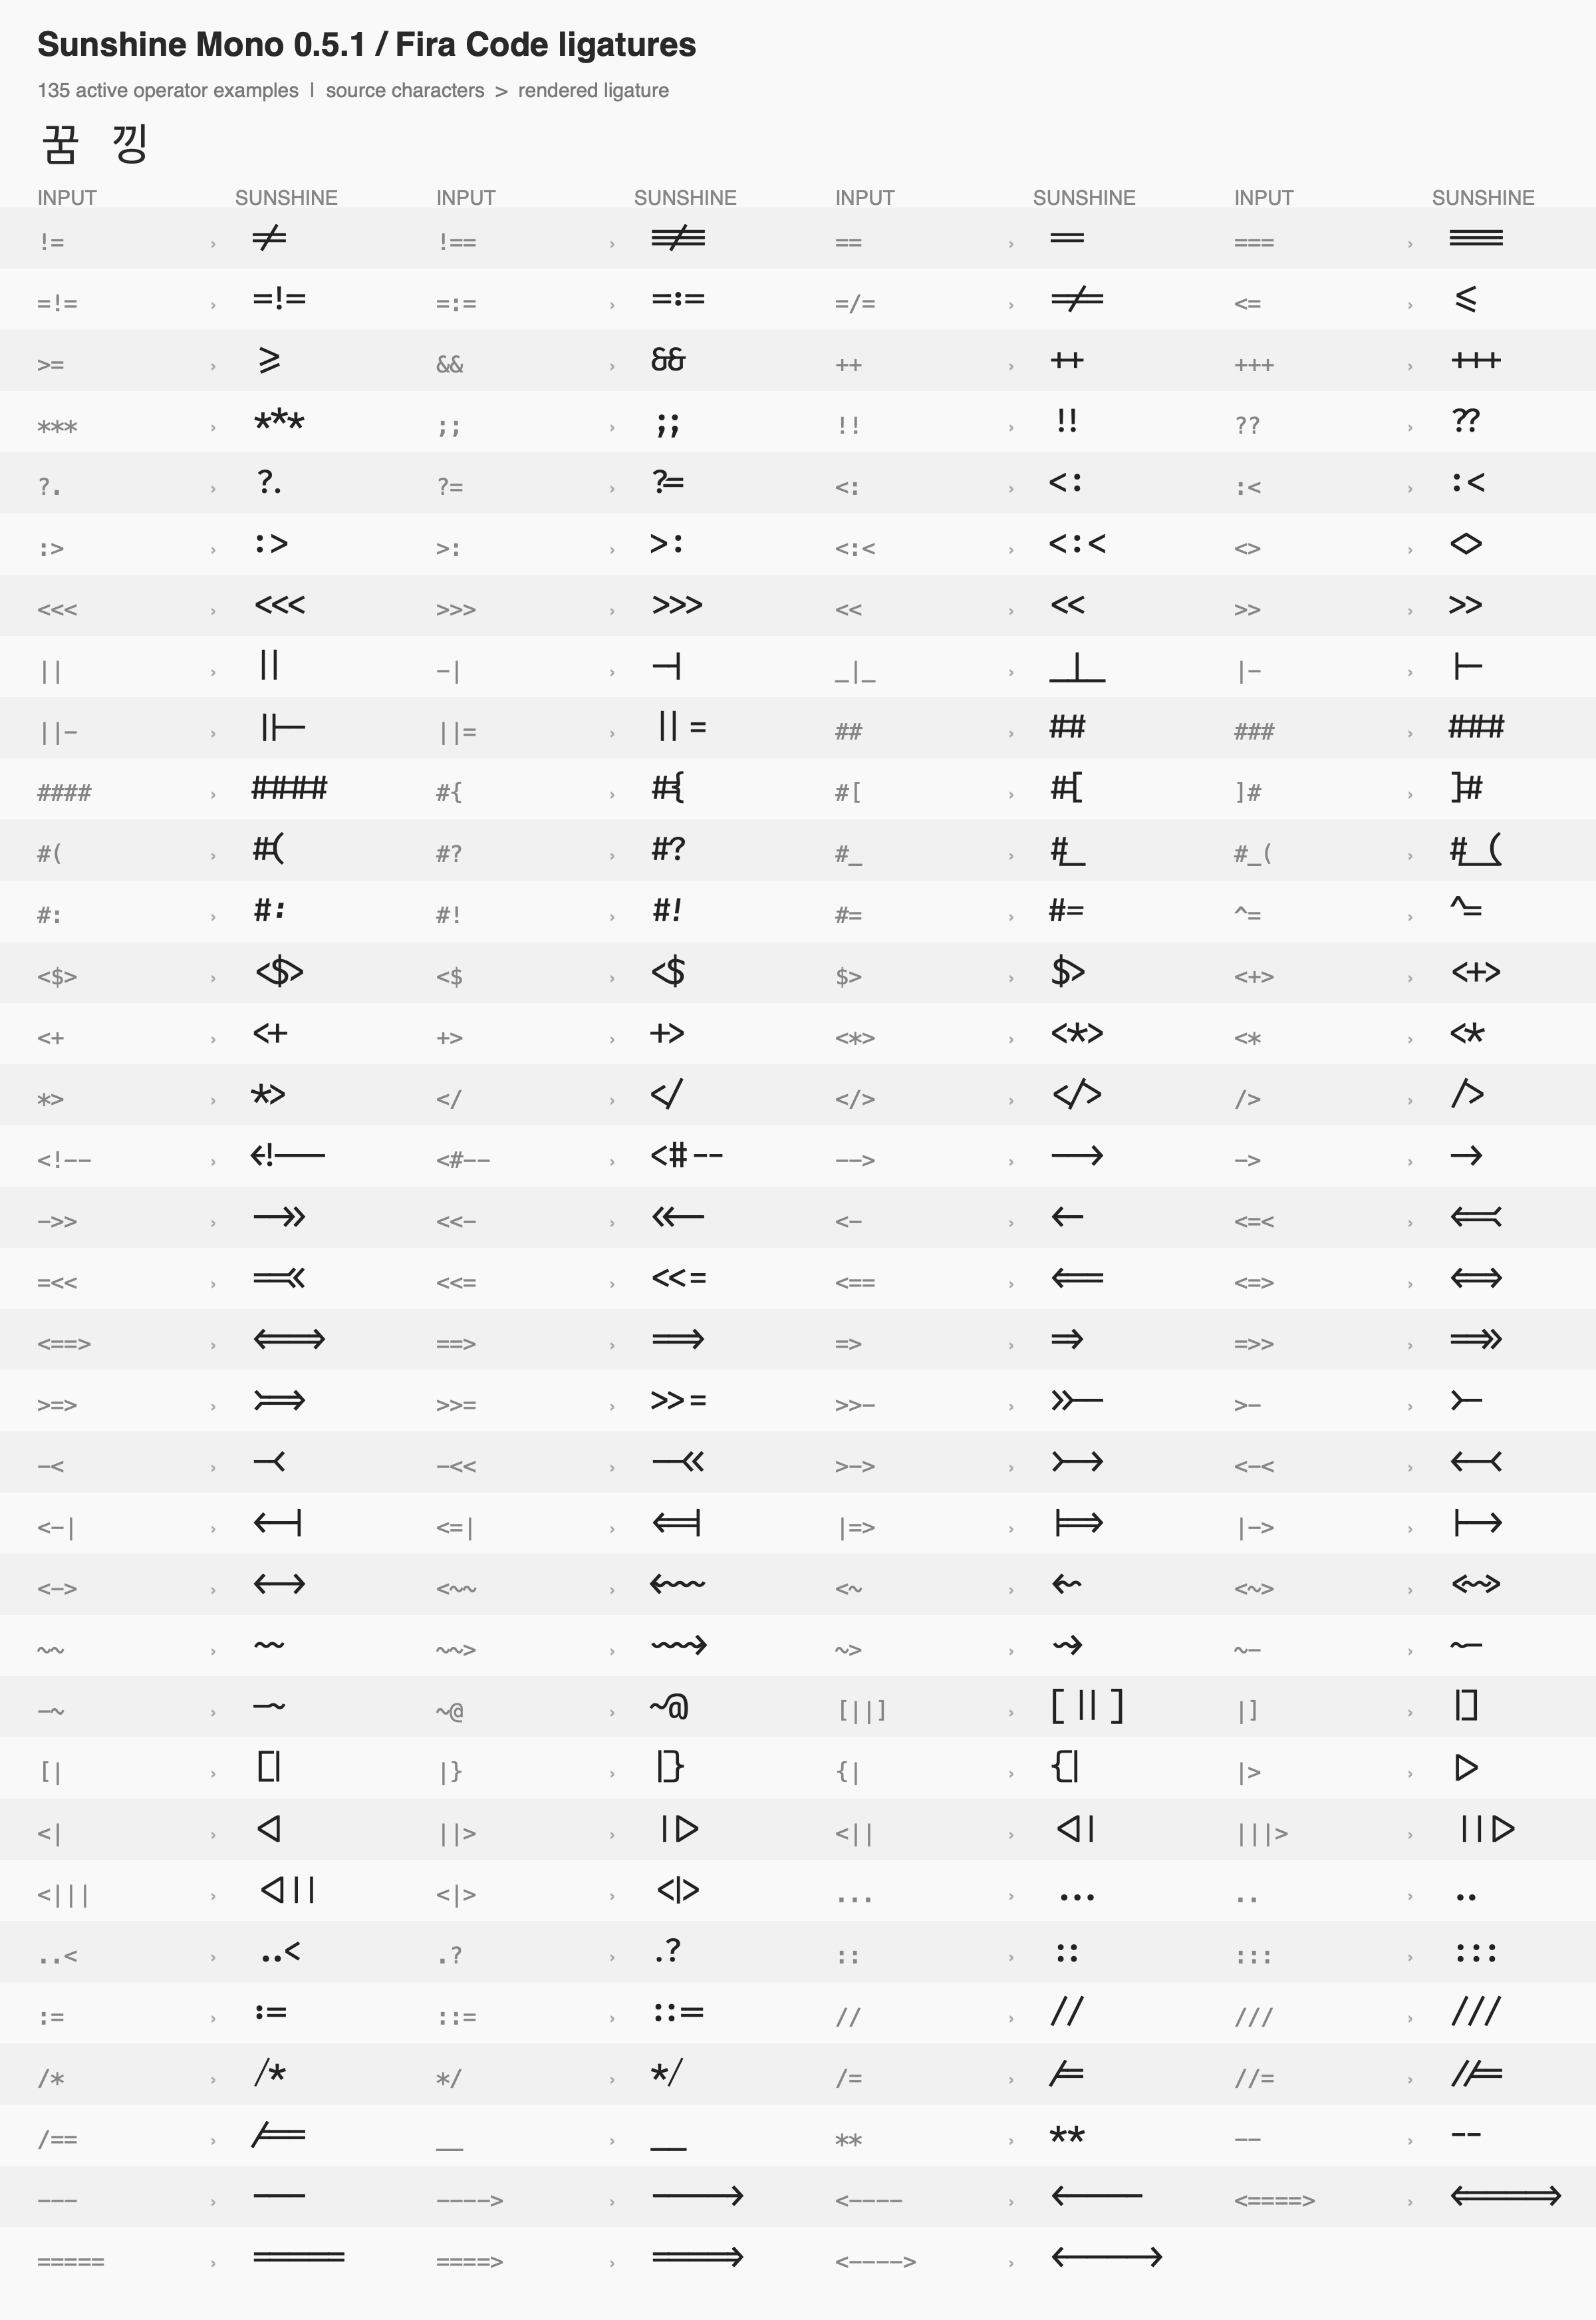 Sunshine Mono 0.5.1 / Fira Code ligatures
135 active operator examples | source characters > rendered ligature
꿈 낑
INPUT SUNSHINE INPUT SUNSHINE INPUT SUNSHINE INPUT SUNSHINE
!= › != !== › !== == › == === › ===
=!= › =!= =:= › =:= =/= › =/= <= › <=
>= › >= && › && ++ › ++ +++ › +++
*** › *** ;; › ;; !! › !! ?? › ??
?. › ?. ?= › ?= <: › <: :< › :<
:> › :> >: › >: <:< › <:< <> › <>
<<< › <<< >>> › >>> << › << >> › >>
|| › || -| › -| _|_ › _|_ |- › |-
||- › ||- ||= › ||= ## › ## ### › ###
#### › #### #{ › #{ #[ › #[ ]# › ]#
#( › #( #? › #? #_ › #_ #_( › #_(
#: › #: #! › #! #= › #= ^= › ^=
<$> › <$> <$ › <$ $> › $> <+> › <+>
<+ › <+ +> › +> <*> › <*> <* › <*
*> › *> </ › </ </> › </> /> › />
<!-- › <!-- <#-- › <#-- --> › --> -> › ->
->> › ->> <<- › <<- <- › <- <=< › <=<
=<< › =<< <<= › <<= <== › <== <=> › <=>
<==> › <==> ==> › ==> => › => =>> › =>>
>=> › >=> >>= › >>= >>- › >>- >- › >-
-< › -< -<< › -<< >-> › >-> <-< › <-<
<-| › <-| <=| › <=| |=> › |=> |-> › |->
<-> › <-> <~~ › <~~ <~ › <~ <~> › <~>
~~ › ~~ ~~> › ~~> ~> › ~> ~- › ~-
-~ › -~ ~@ › ~@ [||] › [||] |] › |]
[| › [| |} › |} {| › {| |> › |>
<| › <| ||> › ||> <|| › <|| |||> › |||>
<||| › <||| <|> › <|> ... › ... .. › ..
..< › ..< .? › .? :: › :: ::: › :::
:= › := ::= › ::= // › // /// › ///
/* › /* */ › */ /= › /= //= › //=
/== › /== __ › __ ** › ** -- › --
--- › --- ----> › ----> <---- › <---- <====> › <====>
===== › ===== ====> › ====> <----> › <---->